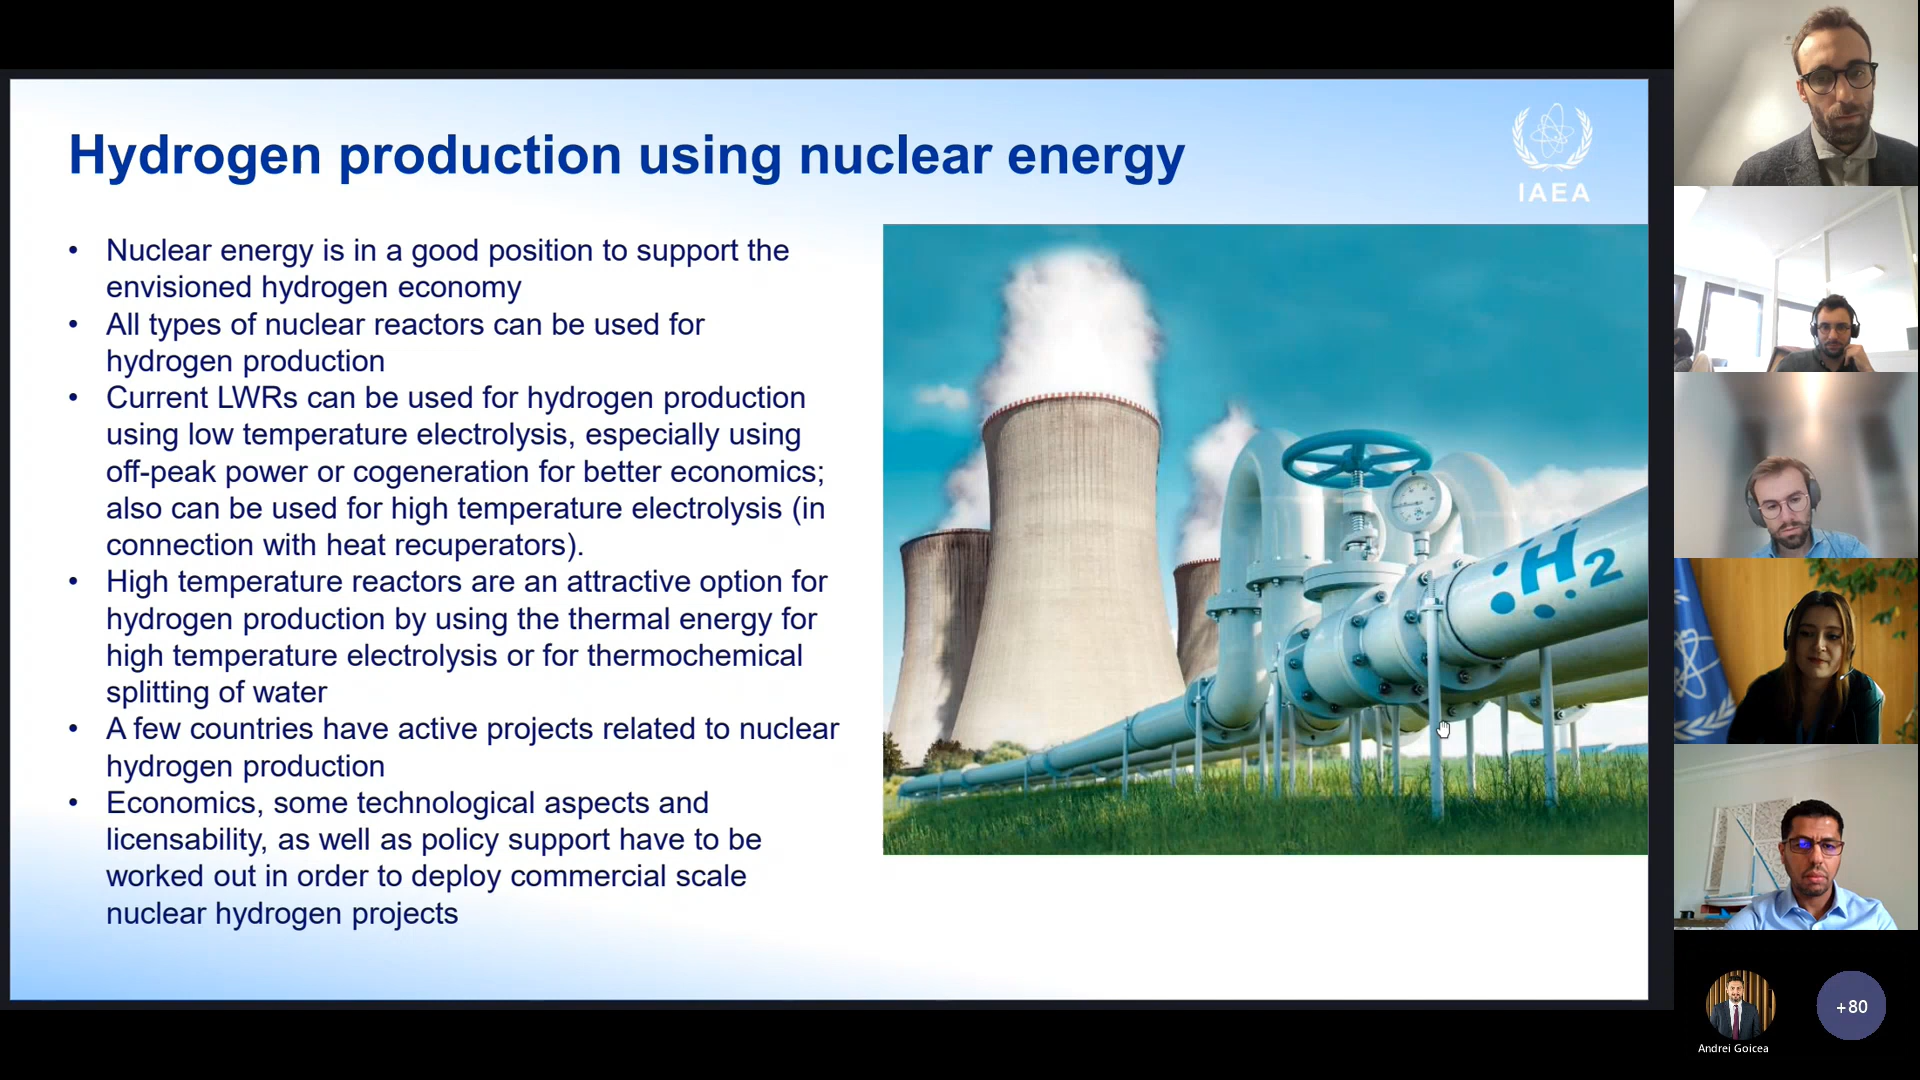 Hydrogen production using nuclear energy
IAEA
• Nuclear energy is in a good position to support the
envisioned hydrogen economy
• All types of nuclear reactors can be used for
hydrogen production
• Current LWRs can be used for hydrogen production
using low temperature electrolysis, especially using
off-peak power or cogeneration for better economics;
also can be used for high temperature electrolysis (in
connection with heat recuperators).
• High temperature reactors are an attractive option for
hydrogen production by using the thermal energy for
high temperature electrolysis or for thermochemical
splitting of water
• A few countries have active projects related to nuclear
hydrogen production
• Economics, some technological aspects and
licensability, as well as policy support have to be
worked out in order to deploy commercial scale
nuclear hydrogen projects
H2
Andrei Goicea
+80